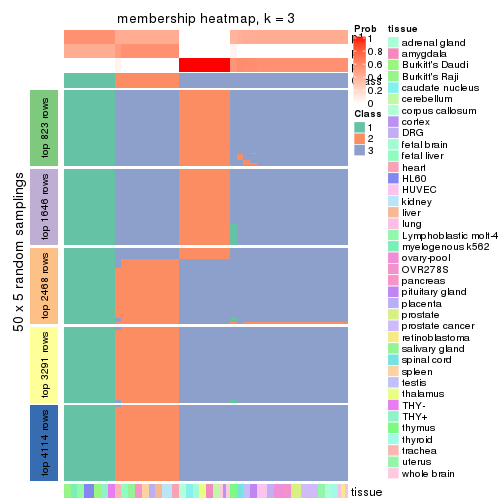 membership heatmap, k = 3
50 x 5 random samplings
top 823 rows
top 1646 rows
top 2468 rows
top 3291 rows
top 4114 rows
Prob
1
0.8
0.6
0.4
0.2
0
Class
1
2
3
tissue
adrenal gland
amygdala
Bukitt's Daudi
Bukitt's Raji
caudate nucleus
cerebellum
corpus callosum
cortex
DRG
fetal brain
fetal liver
heart
HL60
HUVEC
kidney
liver
lung
Lymphoblastic molt-4
myelogenous k562
ovary-pool
OVR278S
pancreas
pituitary gland
placenta
prostate
prostate cancer
retinoblastoma
salivary gland
spinal cord
spleen
testis
thalamus
THY-
THY+
thymus
thyroid
trachea
uterus
whole brain
tissue